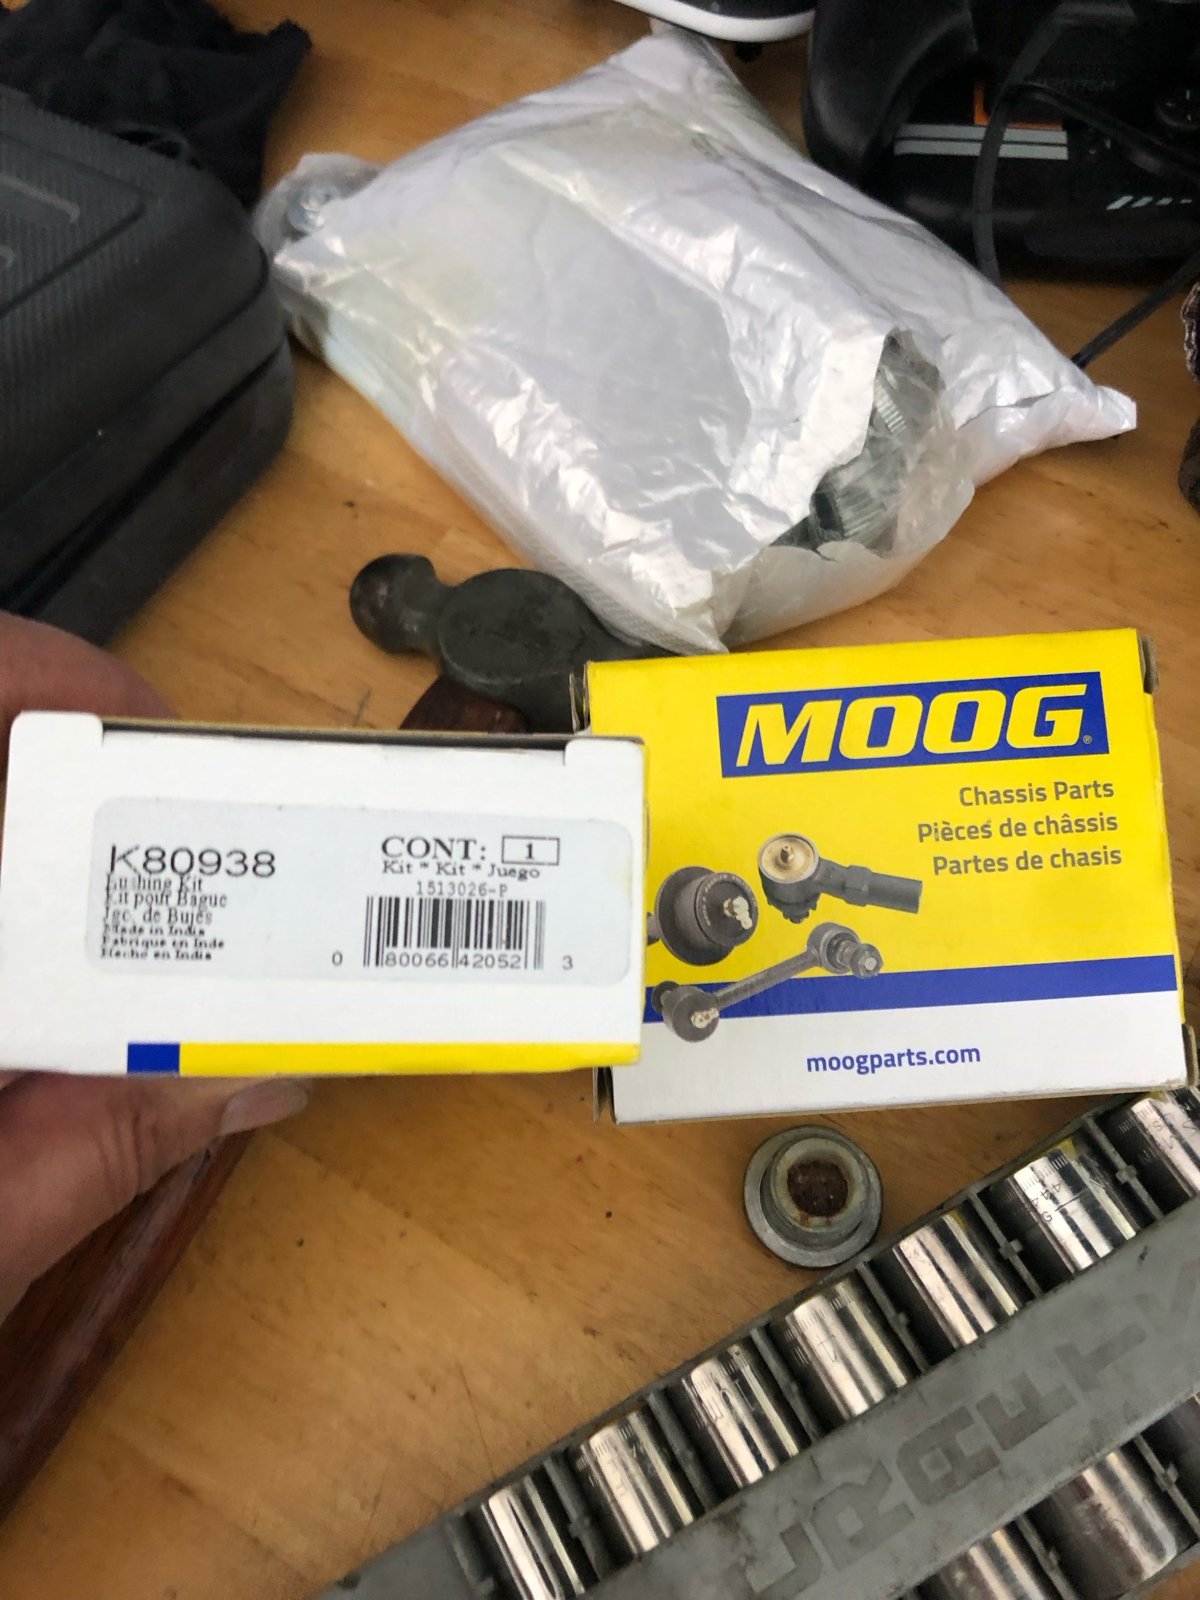 K80938
Bushing Kit
Kit pour Bague
Jgo. de Bujes
Made in India
Fabrique en Inde
Hecho en India
CONT: 1
Kit * Kit * Juego
1513026-P
0 80066 42052 3
MOOG®
Chassis Parts
Pièces de châssis
Partes de chasis
moogparts.com